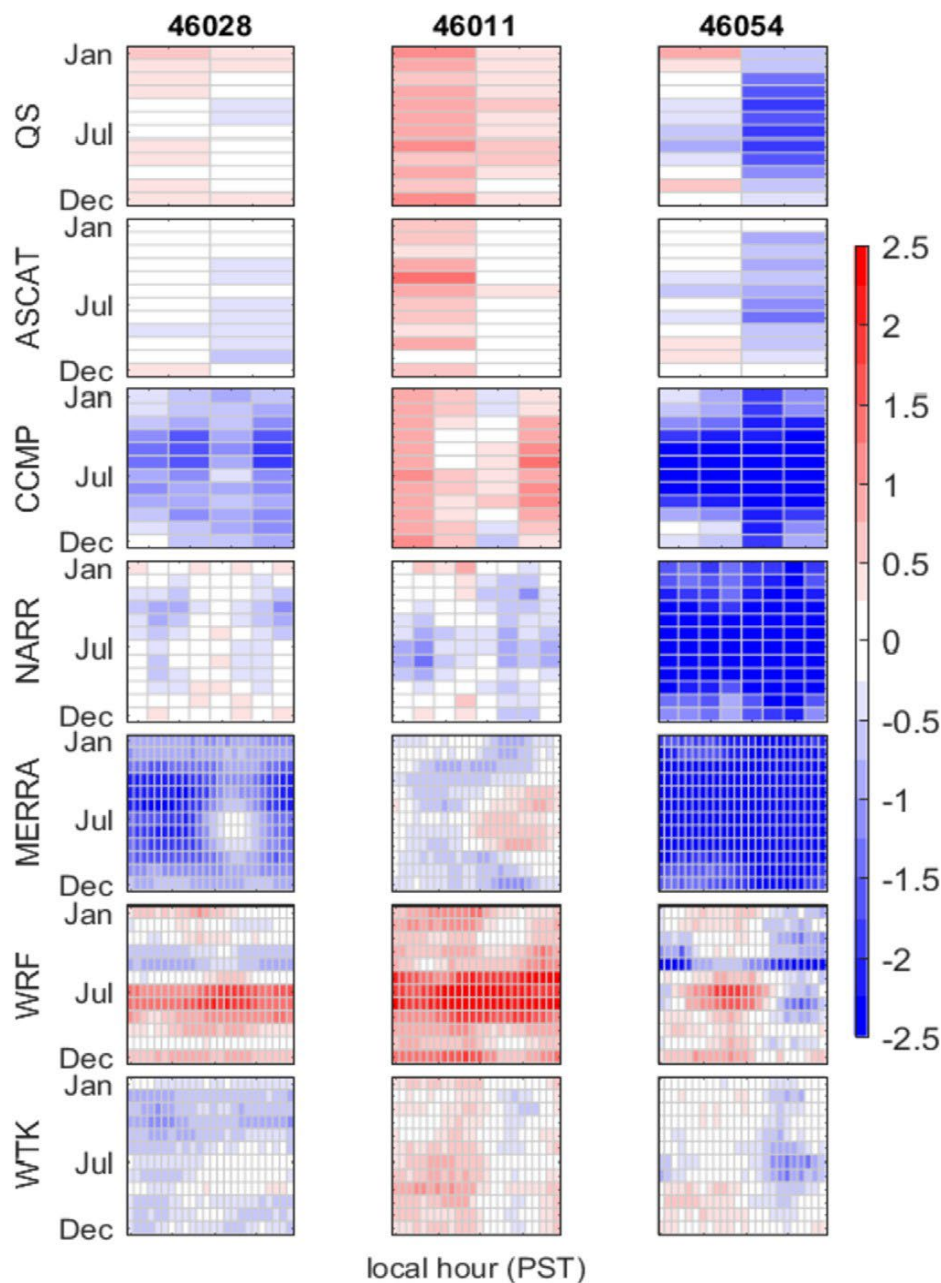 46028 46011 46054
QS
Jan
Jul
Dec
ASCAT
Jan
Jul
Dec
CCMP
Jan
Jul
Dec
NARR
Jan
Jul
Dec
MERRA
Jan
Jul
Dec
WRF
Jan
Jul
Dec
WTK
Jan
Jul
Dec
2.5
2
1.5
1
0.5
0
-0.5
-1
-1.5
-2
-2.5
local hour (PST)